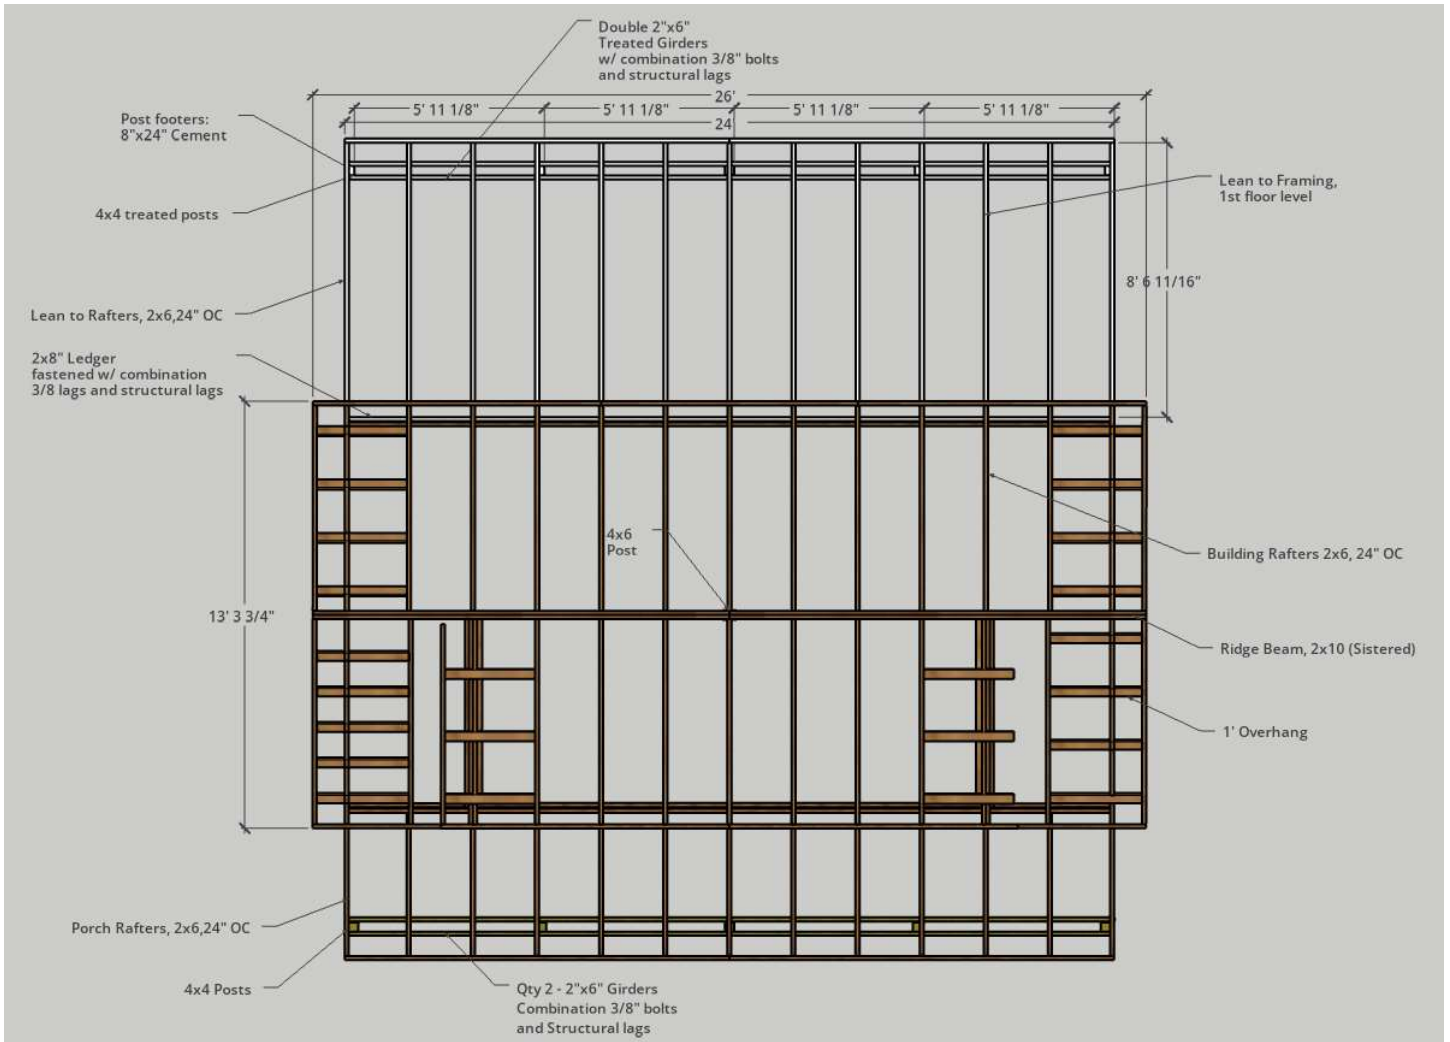 Double 2"x6"
Treated Girders
w/ combination 3/8" bolts
and structural lags
26'
5' 11 1/8"
5' 11 1/8"
5' 11 1/8"
5' 11 1/8"
24'
Post footers:
8"x24" Cement
Lean to Framing,
1st floor level
4x4 treated posts
8' 6 11/16"
Lean to Rafters, 2x6,24" OC
2x8" Ledger
fastened w/ combination
3/8 lags and structural lags
4x6
Post
Building Rafters 2x6, 24" OC
13' 3 3/4"
Ridge Beam, 2x10 (Sistered)
1' Overhang
Porch Rafters, 2x6,24" OC
4x4 Posts
Qty 2 - 2"x6" Girders
Combination 3/8" bolts
and Structural lags